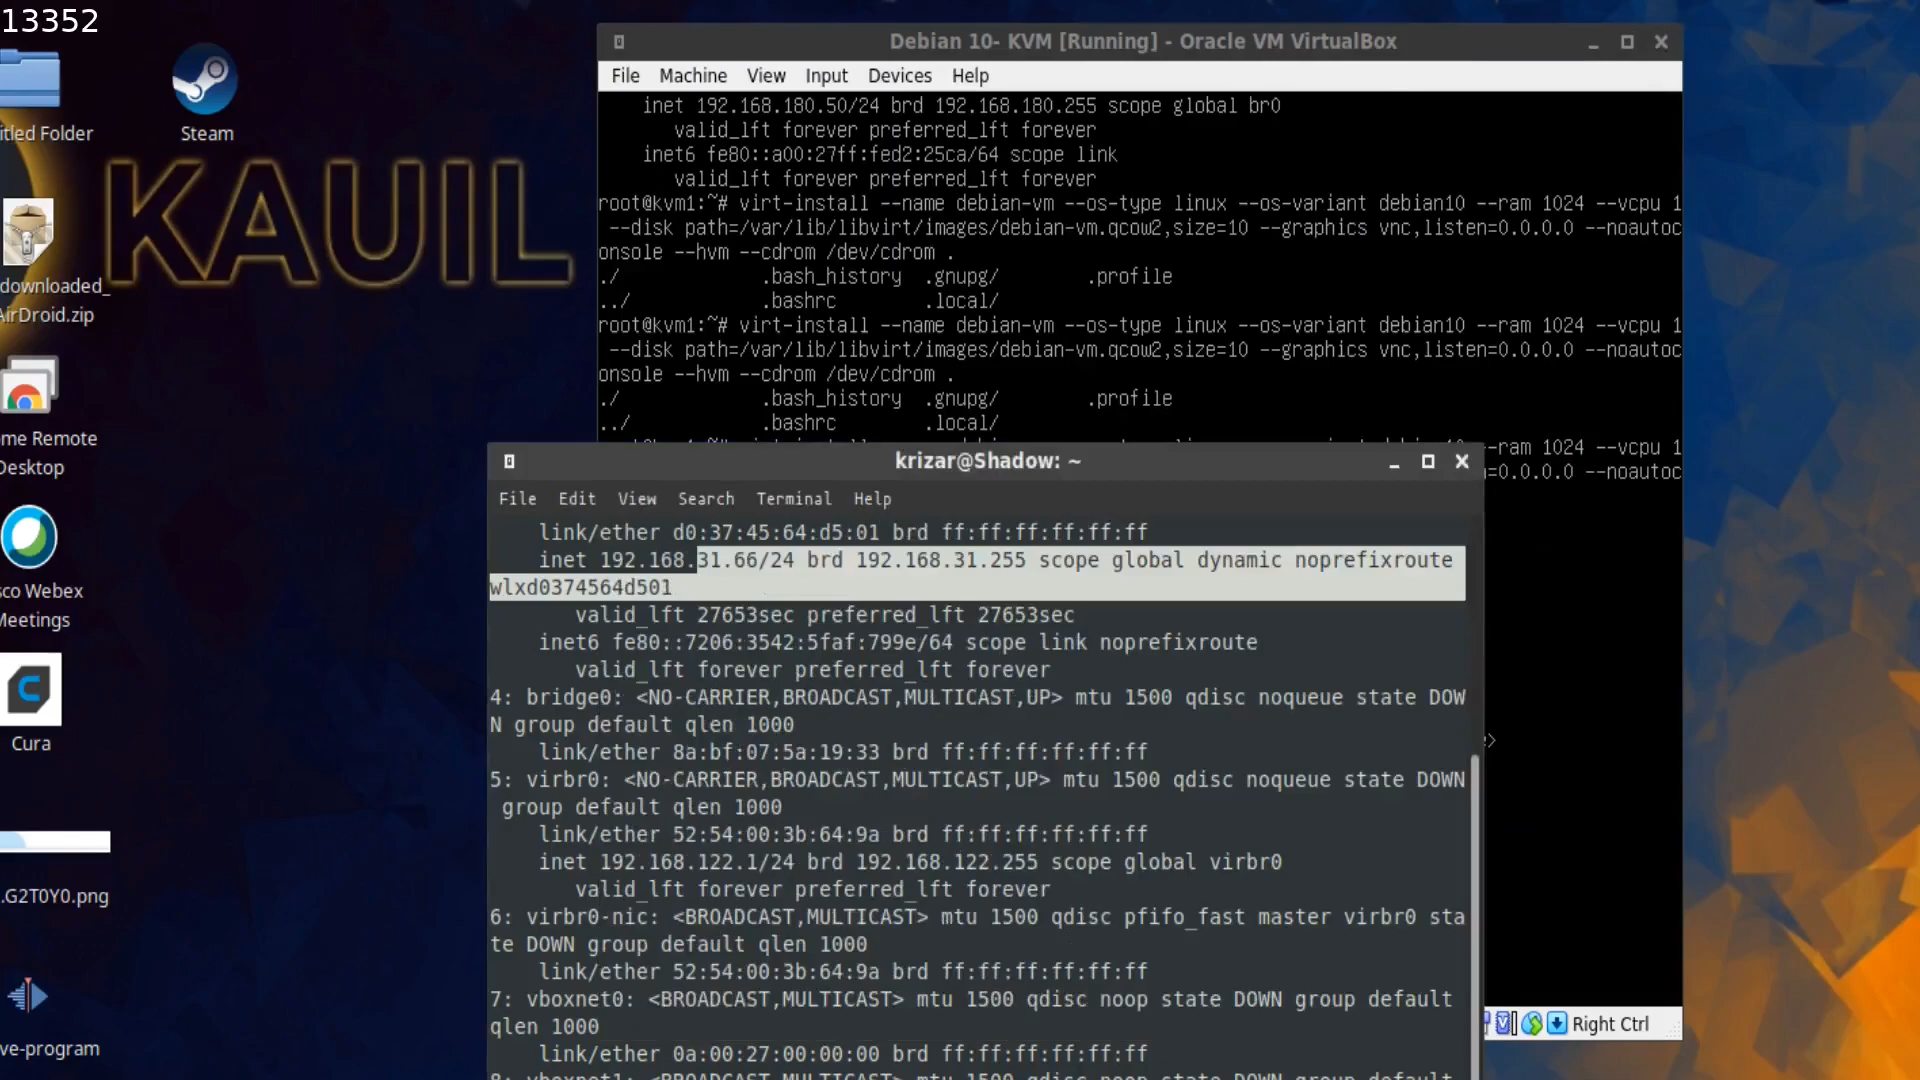 13352
itled Folder
Steam
KAUIL
downloaded_
AirDroid.zip
ome Remote
Desktop
sco Webex
Meetings
Cura
.G2T0Y0.png
ve-program
Debian 10- KVM [Running] - Oracle VM VirtualBox
File Machine View Input Devices Help
inet 192.168.180.50/24 brd 192.168.180.255 scope global br0
valid_lft forever preferred_lft forever
inet6 fe80::a00:27ff:fed2:25ca/64 scope link
valid_lft forever preferred_lft forever
root@kvm1:~# virt-install --name debian-vm --os-type linux --os-variant debian10 --ram 1024 --vcpu 1
--disk path=/var/lib/libvirt/images/debian-vm.qcow2,size=10 --graphics vnc,listen=0.0.0.0 --noautoc
onsole --hvm --cdrom /dev/cdrom .
./ .bash_history .gnupg/ .profile
../ .bashrc .local/
root@kvm1:~# virt-install --name debian-vm --os-type linux --os-variant debian10 --ram 1024 --vcpu 1
--disk path=/var/lib/libvirt/images/debian-vm.qcow2,size=10 --graphics vnc,listen=0.0.0.0 --noautoc
onsole --hvm --cdrom /dev/cdrom .
./ .bash_history .gnupg/ .profile
../ .bashrc .local/
-ram 1024 --vcpu 1
=0.0.0.0 --noautoc
krizar@Shadow: ~
File Edit View Search Terminal Help
link/ether d0:37:45:64:d5:01 brd ff:ff:ff:ff:ff:ff
inet 192.168.31.66/24 brd 192.168.31.255 scope global dynamic noprefixroute
wlxd0374564d501
valid_lft 27653sec preferred_lft 27653sec
inet6 fe80::7206:3542:5faf:799e/64 scope link noprefixroute
valid_lft forever preferred_lft forever
4: bridge0: <NO-CARRIER,BROADCAST,MULTICAST,UP> mtu 1500 qdisc noqueue state DOW
N group default qlen 1000
link/ether 8a:bf:07:5a:19:33 brd ff:ff:ff:ff:ff:ff
5: virbr0: <NO-CARRIER,BROADCAST,MULTICAST,UP> mtu 1500 qdisc noqueue state DOWN
group default qlen 1000
link/ether 52:54:00:3b:64:9a brd ff:ff:ff:ff:ff:ff
inet 192.168.122.1/24 brd 192.168.122.255 scope global virbr0
valid_lft forever preferred_lft forever
6: virbr0-nic: <BROADCAST,MULTICAST> mtu 1500 qdisc pfifo_fast master virbr0 sta
te DOWN group default qlen 1000
link/ether 52:54:00:3b:64:9a brd ff:ff:ff:ff:ff:ff
7: vboxnet0: <BROADCAST,MULTICAST> mtu 1500 qdisc noop state DOWN group default
qlen 1000
link/ether 0a:00:27:00:00:00 brd ff:ff:ff:ff:ff:ff
8: vboxnet1: <BROADCAST,MULTICAST> mtu 1500 qdisc noop state DOWN group default
Right Ctrl